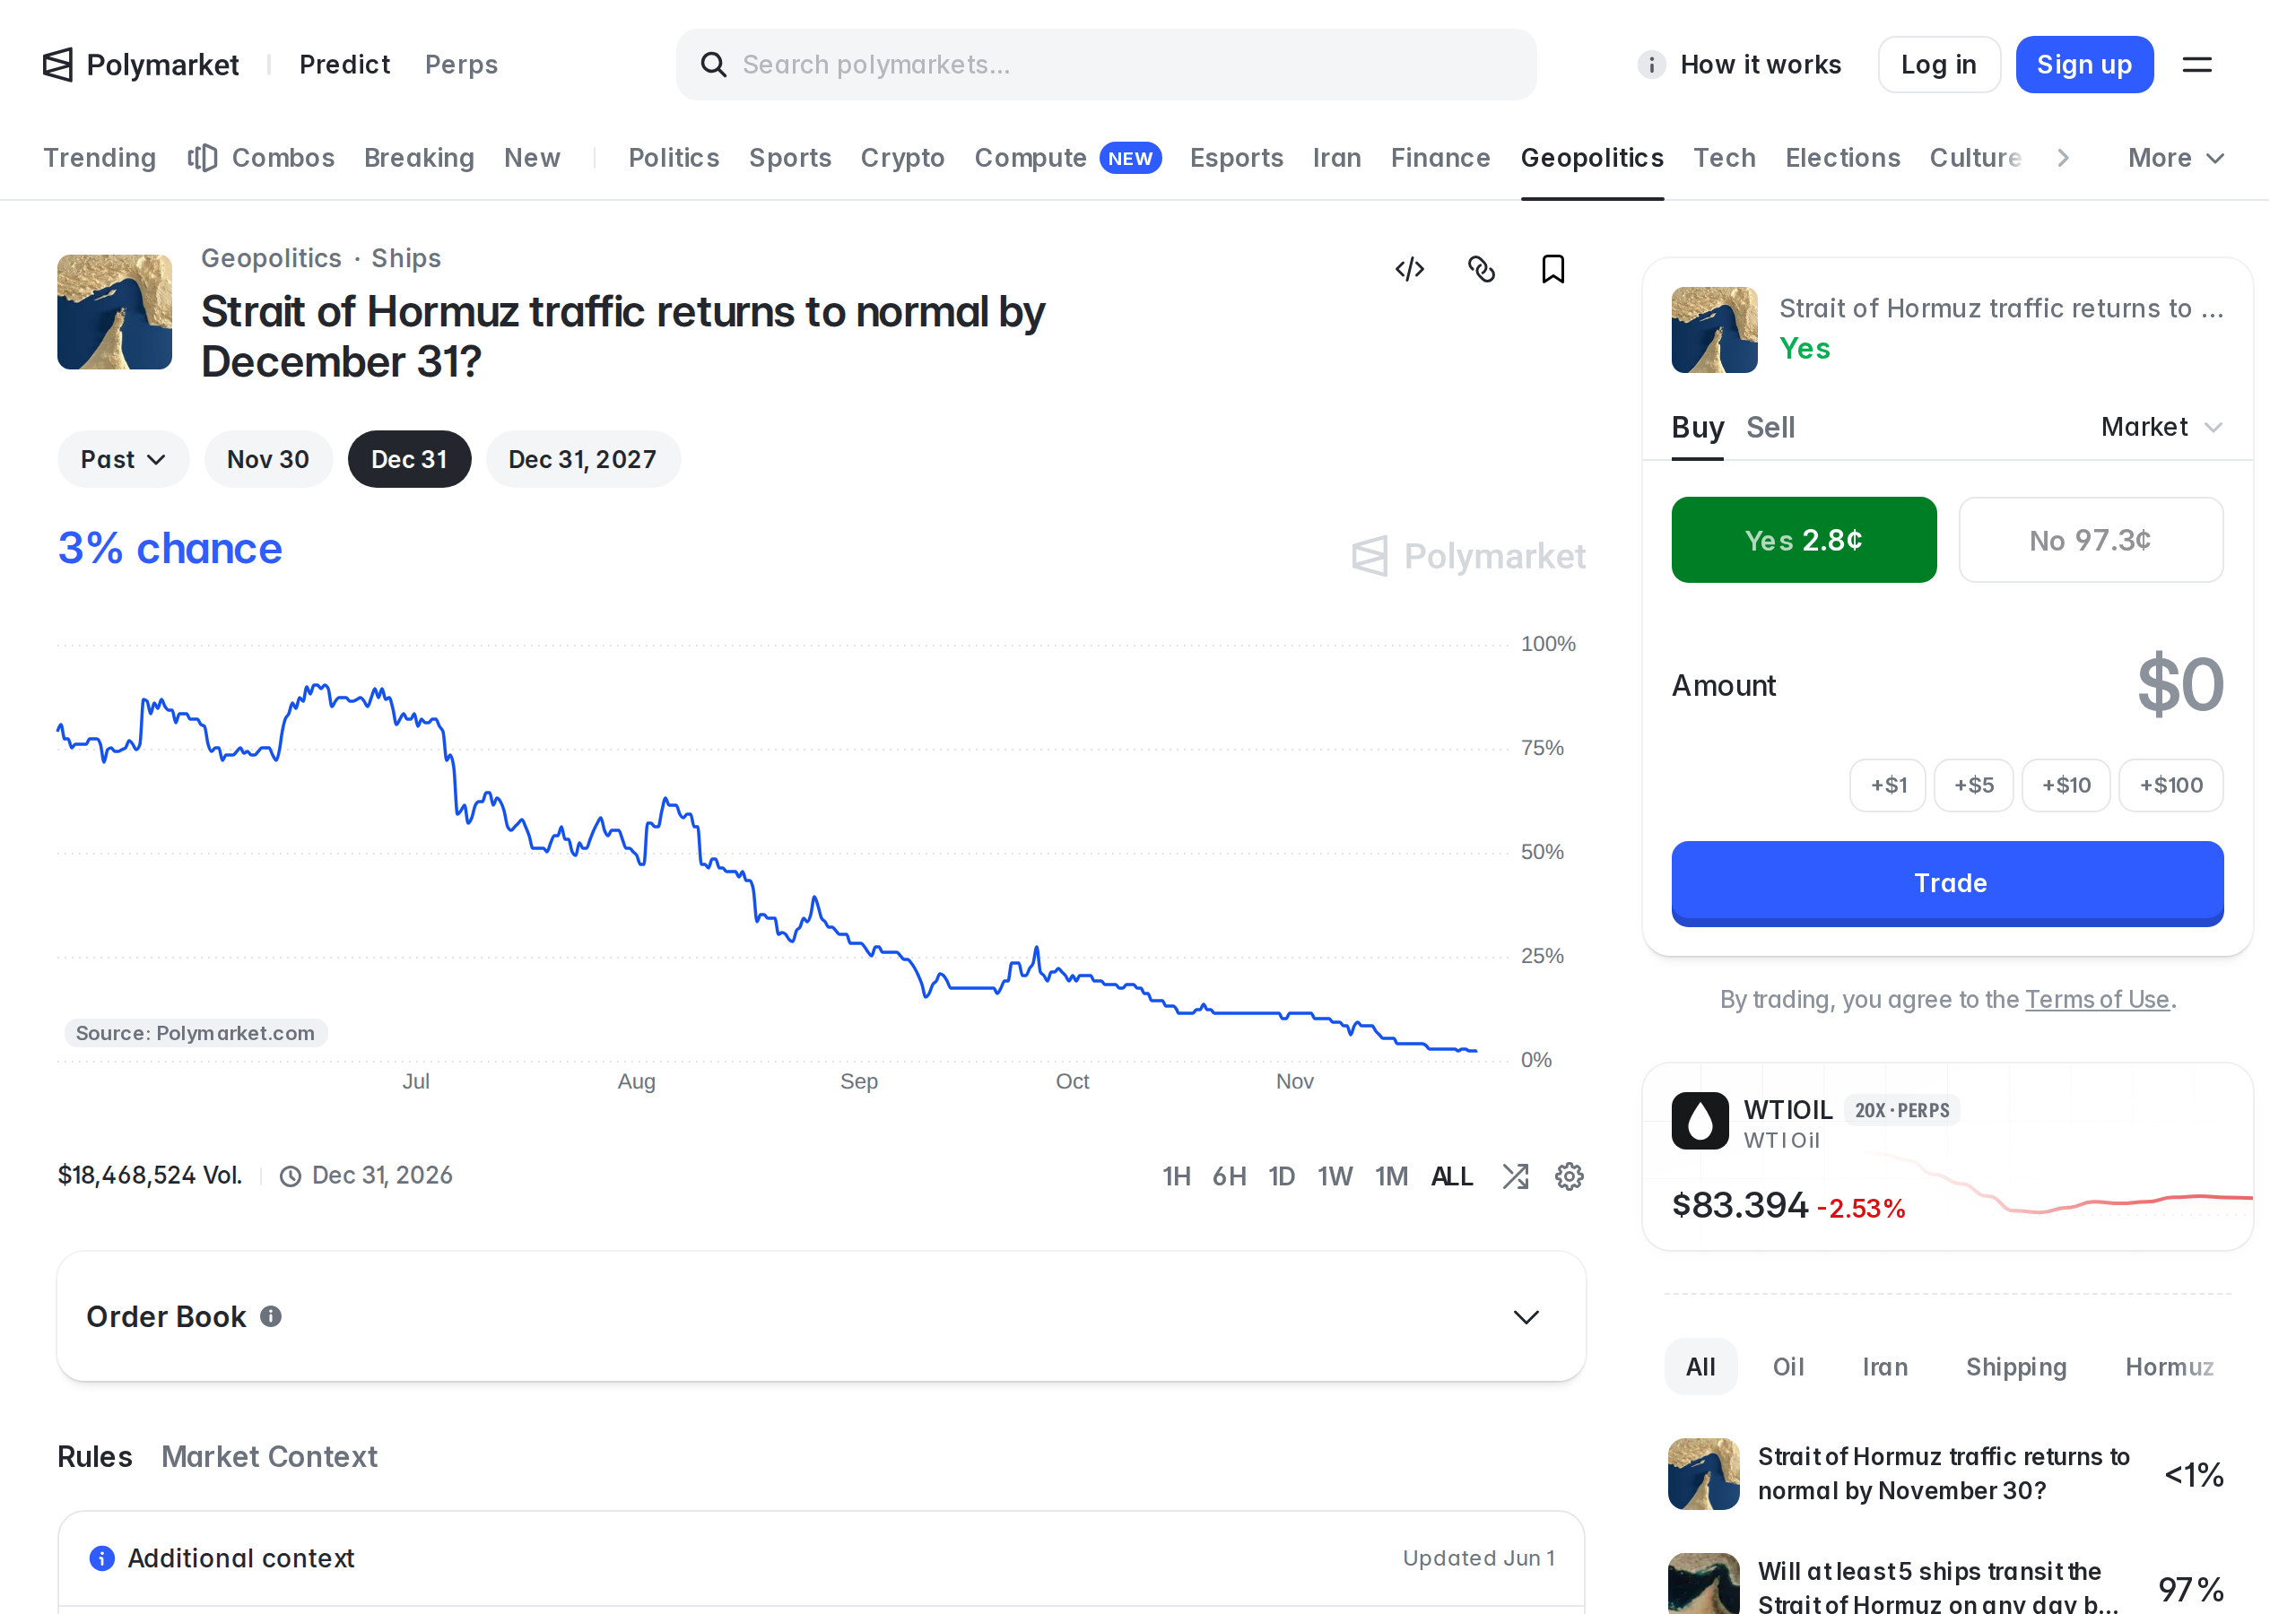 Polymarket
Predict
Perps
Search polymarkets...
How it works
Log in
Sign up
Trending
Combos
Breaking
New
Politics
Sports
Crypto
Compute NEW
Esports
Iran
Finance
Geopolitics
Tech
Elections
Culture
More
Geopolitics · Ships
Strait of Hormuz traffic returns to normal by
December 31?
Past
Nov 30
Dec 31
Dec 31, 2027
3% chance
Polymarket
100%
75%
50%
25%
0%
Source: Polymarket.com
Jul
Aug
Sep
Oct
Nov
$18,468,524 Vol.
Dec 31, 2026
1H
6H
1D
1W
1M
ALL
Order Book
Rules
Market Context
Additional context
Updated Jun 1
Strait of Hormuz traffic returns to ...
Yes
Buy
Sell
Market
Yes 2.8¢
No 97.3¢
Amount
$0
+$1
+$5
+$10
+$100
Trade
By trading, you agree to the Terms of Use.
WTIOIL
20X · PERPS
WTI Oil
$83.394 -2.53%
All
Oil
Iran
Shipping
Hormuz
Strait of Hormuz traffic returns to
normal by November 30?
<1%
Will at least 5 ships transit the
Strait of Hormuz on any day b...
97%